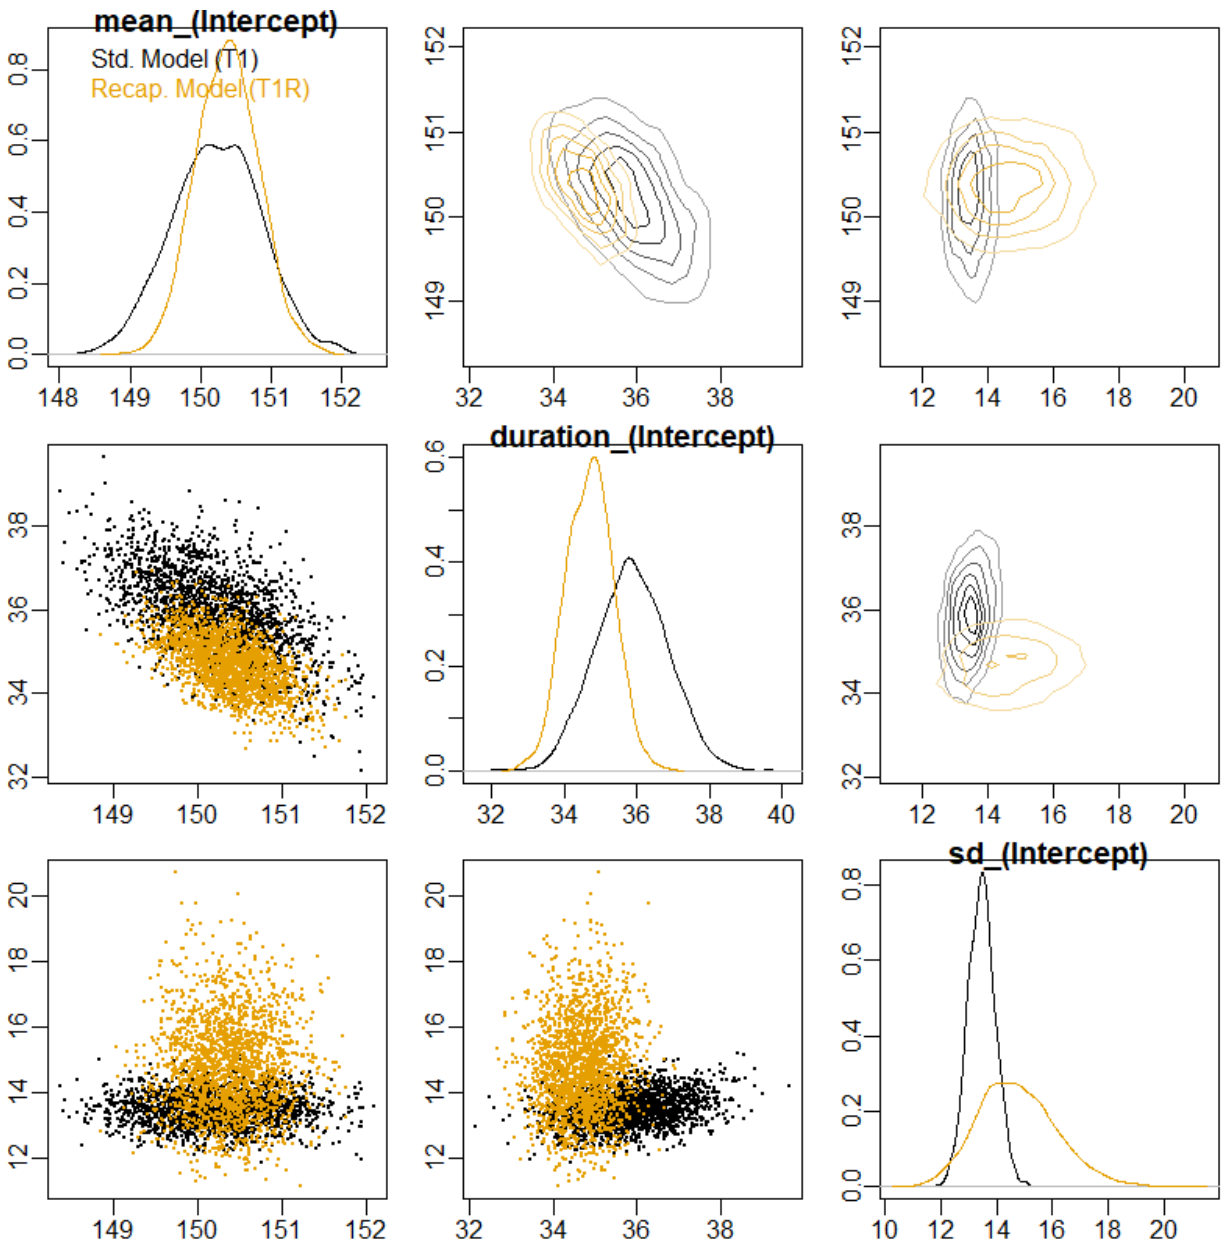 mean_(Intercept)
Std. Model (T1)
Recap. Model (T1R)
0.0 0.2 0.4 0.6 0.8
148 149 150 151 152
149 150 151 152
32 34 36 38
149 150 151 152
12 14 16 18 20
32 34 36 38
149 150 151 152
duration_(Intercept)
0.0 0.2 0.4 0.6
32 34 36 38 40
32 34 36 38
12 14 16 18 20
12 14 16 18 20
149 150 151 152
12 14 16 18 20
32 34 36 38
sd_(Intercept)
0.0 0.2 0.4 0.6 0.8
10 12 14 16 18 20